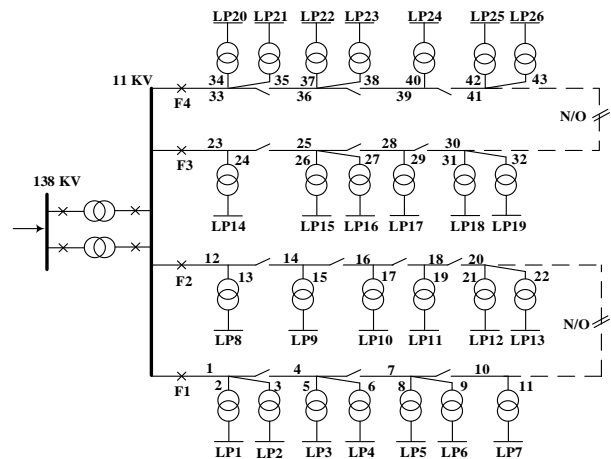 LP20 LP21 LP22 LP23 LP24 LP25 LP26
34 35 37 38 40 42 43
11 KV
33 36 39 41
F4
N/O
23 25 28 30
24 26 27 29 31 32
F3
138 KV
LP14 LP15 LP16 LP17 LP18 LP19
12 14 16 18 20
13 15 17 19 21 22
F2
LP8 LP9 LP10 LP11 LP12 LP13
N/O
1 4 7 10
2 3 5 6 8 9 11
F1
LP1 LP2 LP3 LP4 LP5 LP6 LP7